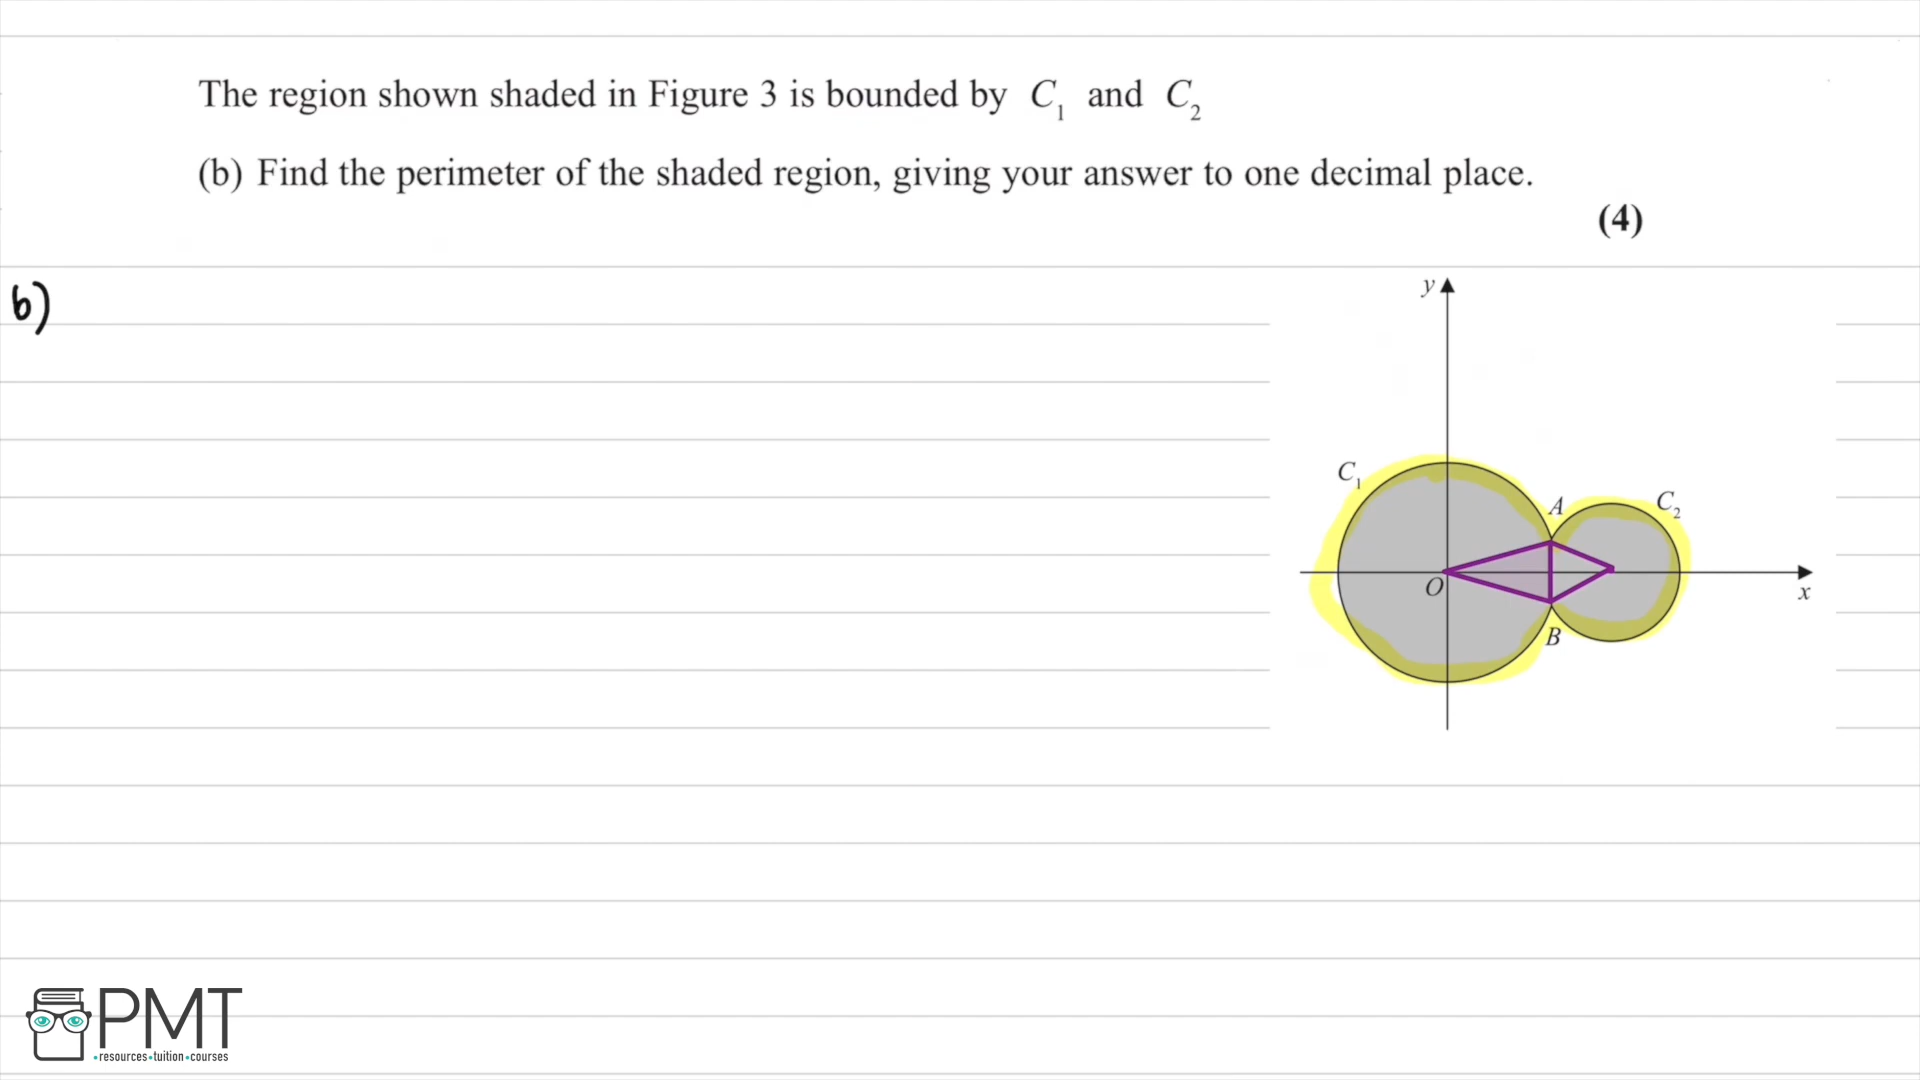 The region shown shaded in Figure 3 is bounded by C₁ and C₂
(b) Find the perimeter of the shaded region, giving your answer to one decimal place.
(4)
b)
y
C₁
A
C₂
O
x
B
PMT
•resources•tuition•courses